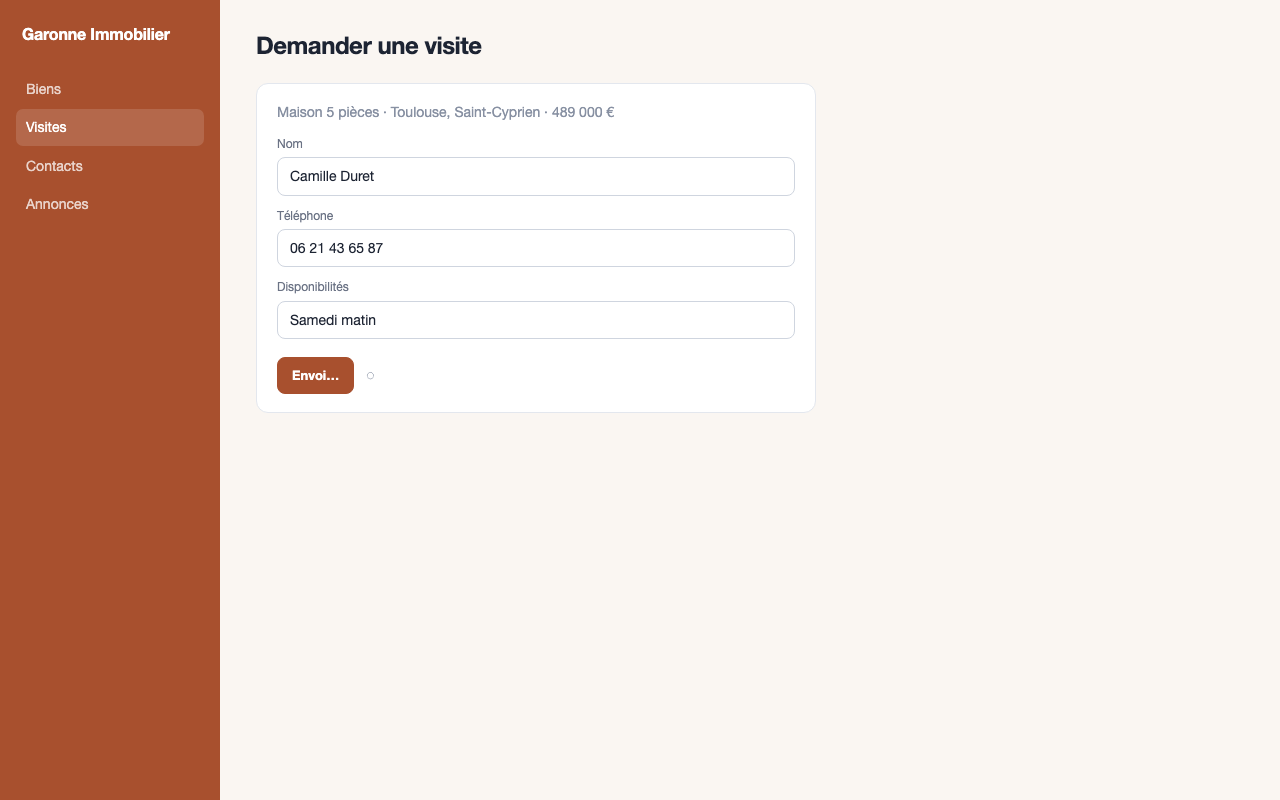 Garonne Immobilier
Biens
Visites
Contacts
Annonces
Demander une visite
Maison 5 pièces · Toulouse, Saint-Cyprien · 489 000 €
Nom
Camille Duret
Téléphone
06 21 43 65 87
Disponibilités
Samedi matin
Envoi…